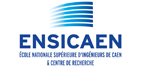 ENSICAEN
ÉCOLE NATIONALE SUPÉRIEURE D'INGÉNIEURS DE CAEN
& CENTRE DE RECHERCHE